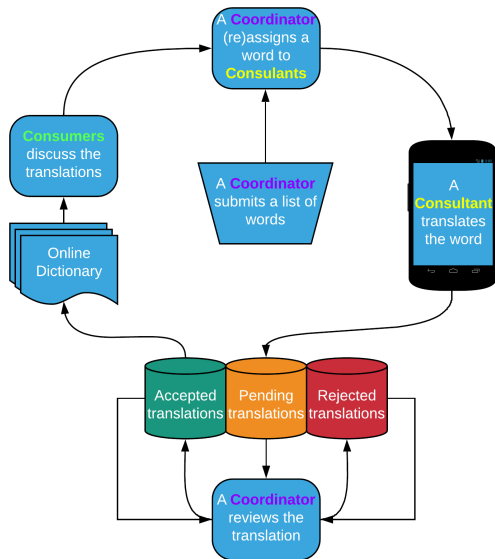 A Coordinator
(re)assigns a
word to
Consulants
Consumers
discuss the
translations
A Coordinator
submits a list of
words
A
Consultant
translates
the word
Online
Dictionary
Accepted
translations
Pending
translations
Rejected
translations
A Coordinator
reviews the
translation